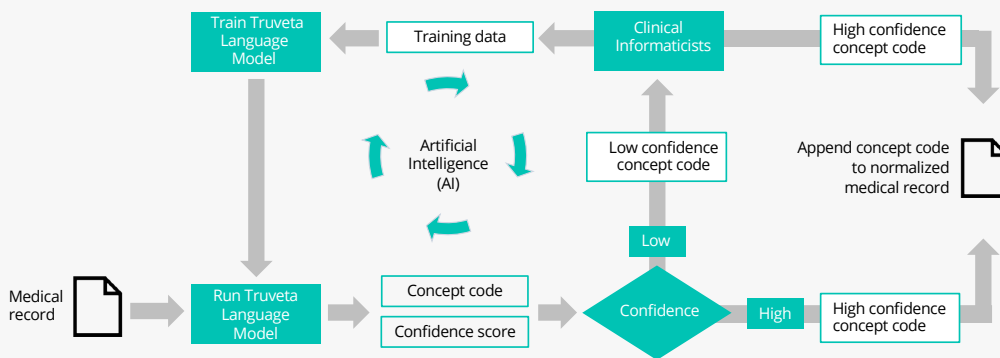 Train Truveta
Language
Model
Training data
Clinical
Informaticists
High confidence
concept code
Artificial
Intelligence
(AI)
Low confidence
concept code
Append concept code
to normalized
medical record
Low
Medical
record
Run Truveta
Language
Model
Concept code
Confidence score
Confidence
High
High confidence
concept code